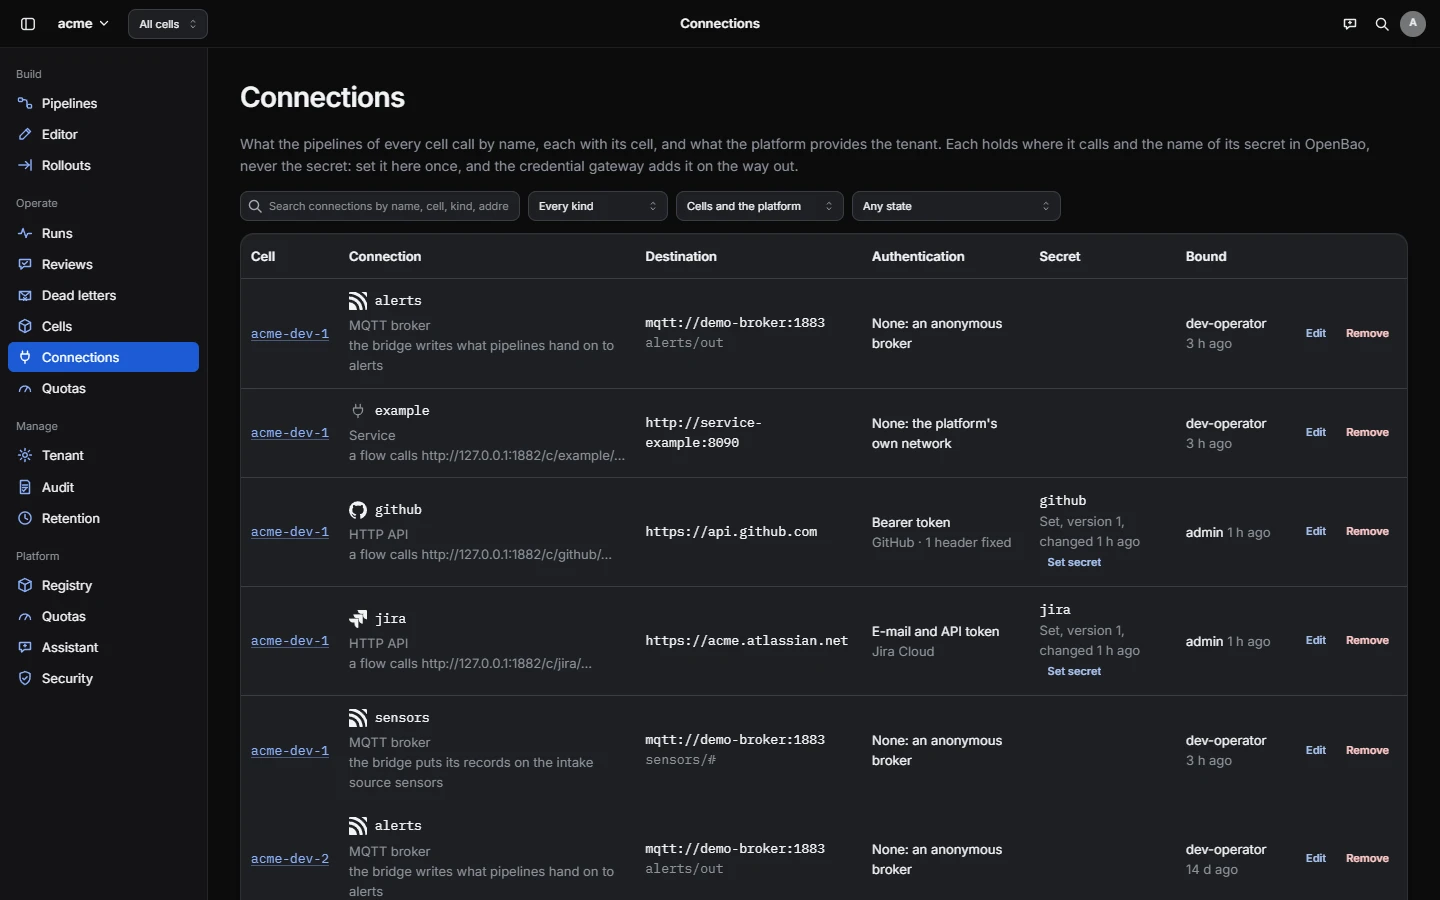 acme
All cells
Connections
A
Build
Pipelines
Editor
Rollouts
Operate
Runs
Reviews
Dead letters
Cells
Connections
Quotas
Manage
Tenant
Audit
Retention
Platform
Registry
Quotas
Assistant
Security
Connections
What the pipelines of every cell call by name, each with its cell, and what the platform provides the tenant. Each holds where it calls and the name of its secret in OpenBao,
never the secret: set it here once, and the credential gateway adds it on the way out.
Search connections by name, cell, kind, addre
Every kind
Cells and the platform
Any state
Cell Connection Destination Authentication Secret Bound
acme-dev-1
alerts
MQTT broker
the bridge writes what pipelines hand on to
alerts
mqtt://demo-broker:1883
alerts/out
None: an anonymous
broker
dev-operator
3 h ago
Edit Remove
acme-dev-1
example
Service
a flow calls http://127.0.0.1:1882/c/example/...
http://service-
example:8090
None: the platform's
own network
dev-operator
3 h ago
Edit Remove
acme-dev-1
github
HTTP API
a flow calls http://127.0.0.1:1882/c/github/...
https://api.github.com
Bearer token
GitHub · 1 header fixed
github
Set, version 1,
changed 1 h ago
Set secret
admin 1 h ago
Edit Remove
acme-dev-1
jira
HTTP API
a flow calls http://127.0.0.1:1882/c/jira/...
https://acme.atlassian.net
E-mail and API token
Jira Cloud
jira
Set, version 1,
changed 1 h ago
Set secret
admin 1 h ago
Edit Remove
acme-dev-1
sensors
MQTT broker
the bridge puts its records on the intake
source sensors
mqtt://demo-broker:1883
sensors/#
None: an anonymous
broker
dev-operator
3 h ago
Edit Remove
acme-dev-2
alerts
MQTT broker
the bridge writes what pipelines hand on to
alerts
mqtt://demo-broker:1883
alerts/out
None: an anonymous
broker
dev-operator
14 d ago
Edit Remove